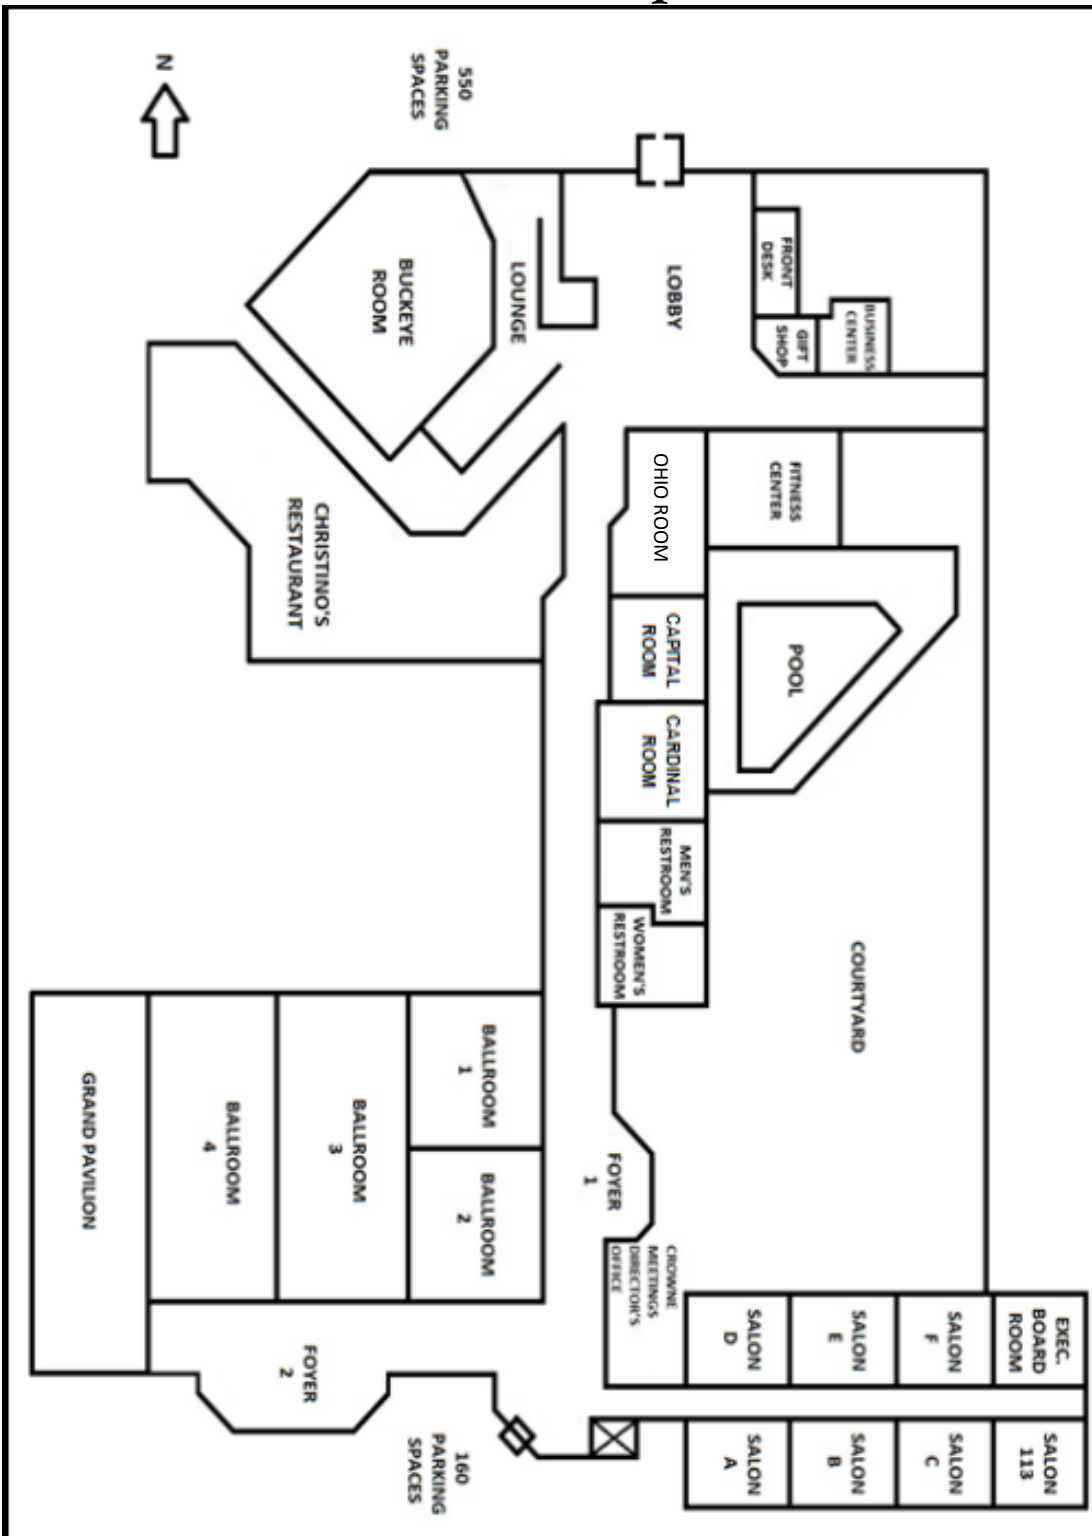 EXEC.
BOARD
ROOM
SALON
113
SALON
F
SALON
C
BUSINESS
CENTER
COURTYARD
SALON
E
SALON
B
FRONT
DESK
GIFT
SHOP
FITNESS
CENTER
POOL
SALON
D
SALON
A
LOBBY
OHIO ROOM
CAPITAL
ROOM
CARDINAL
ROOM
MEN'S
RESTROOM
WOMEN'S
RESTROOM
FOYER
1
CROWNE
MEETINGS
DIRECTOR'S
OFFICE
LOUNGE
BALLROOM
1
BALLROOM
2
550
PARKING
SPACES
160
PARKING
SPACES
BUCKEYE
ROOM
CHRISTINO'S
RESTAURANT
BALLROOM
3
FOYER
2
BALLROOM
4
N
GRAND PAVILION